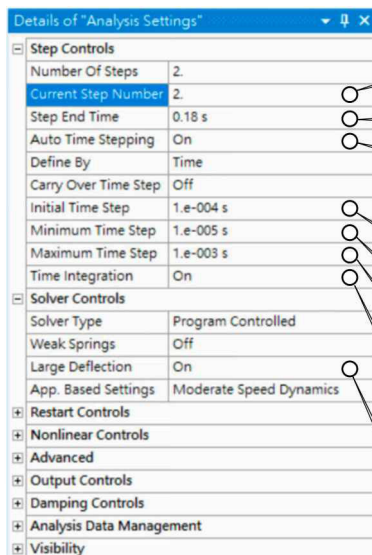 Details of "Analysis Settings"
Step Controls
Number Of Steps 2.
Current Step Number 2.
Step End Time 0.18 s
Auto Time Stepping On
Define By Time
Carry Over Time Step Off
Initial Time Step 1.e-004 s
Minimum Time Step 1.e-005 s
Maximum Time Step 1.e-003 s
Time Integration On
Solver Controls
Solver Type Program Controlled
Weak Springs Off
Large Deflection On
App. Based Settings Moderate Speed Dynamics
Restart Controls
Nonlinear Controls
Advanced
Output Controls
Damping Controls
Analysis Data Management
Visibility